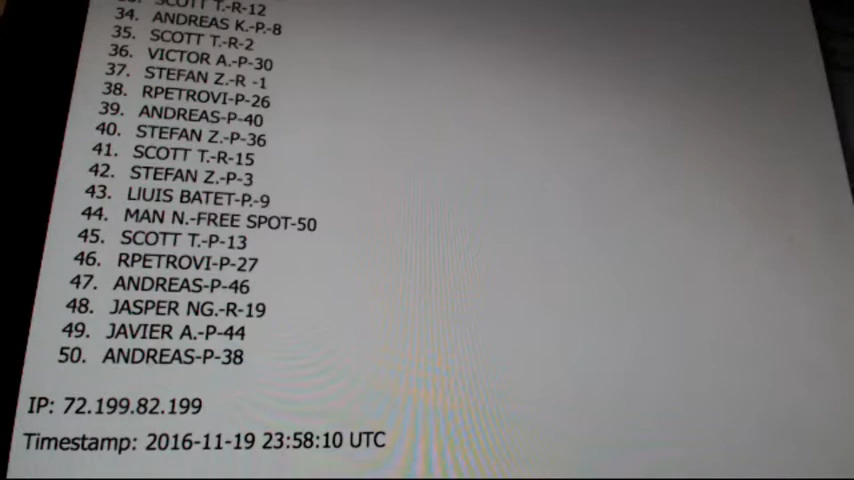 SCOTT T.-R-12
34. ANDREAS K.-P.-8
35. SCOTT T.-R-2
36. VICTOR A.-P-30
37. STEFAN Z.-R -1
38. RPETROVI-P-26
39. ANDREAS-P-40
40. STEFAN Z.-P-36
41. SCOTT T.-R-15
42. STEFAN Z.-P-3
43. LIUIS BATET-P.-9
44. MAN N.-FREE SPOT-50
45. SCOTT T.-P-13
46. RPETROVI-P-27
47. ANDREAS-P-46
48. JASPER NG.-R-19
49. JAVIER A.-P-44
50. ANDREAS-P-38
IP: 72.199.82.199
Timestamp: 2016-11-19 23:58:10 UTC